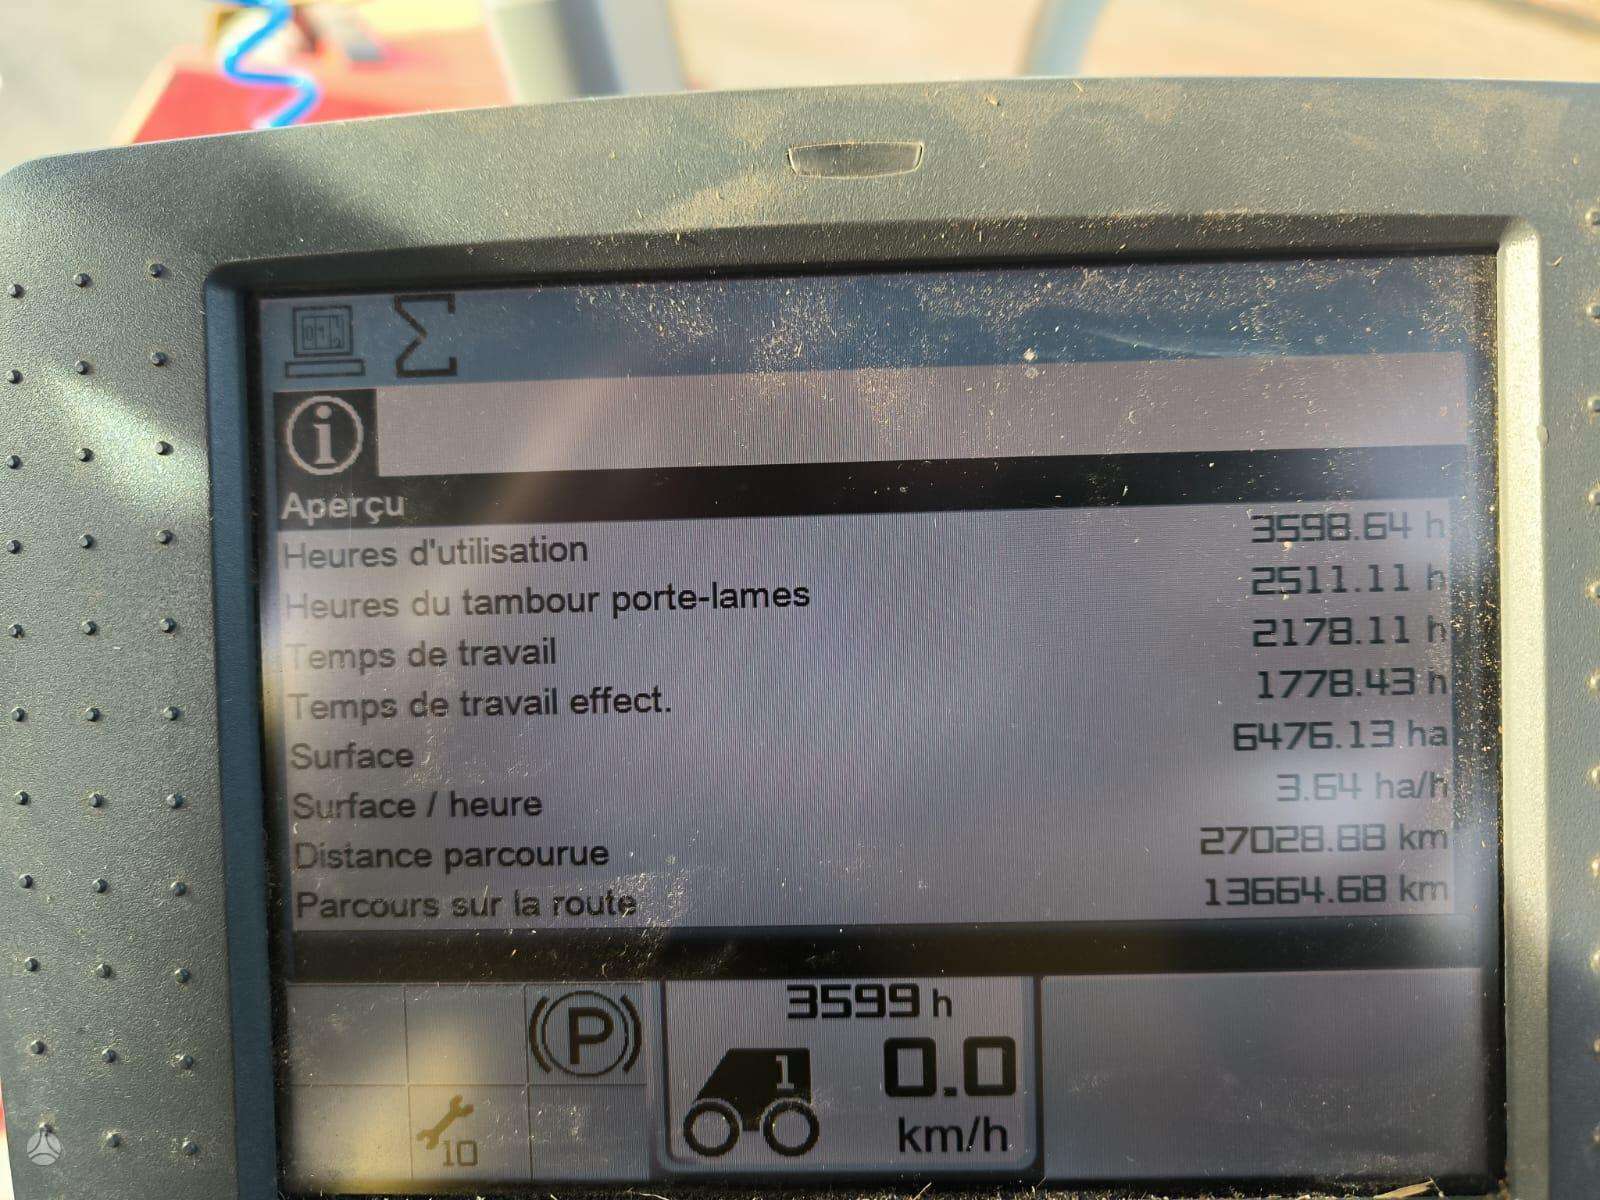 Aperçu
Heures d'utilisation 3598.64 h
Heures du tambour porte-lames 2511.11 h
Temps de travail 2178.11 h
Temps de travail effect. 1778.43 h
Surface 6476.13 ha
Surface / heure 3.64 ha/h
Distance parcourue 27028.88 km
Parcours sur la route 13664.68 km
P
3599 h
1
0.0
km/h
10